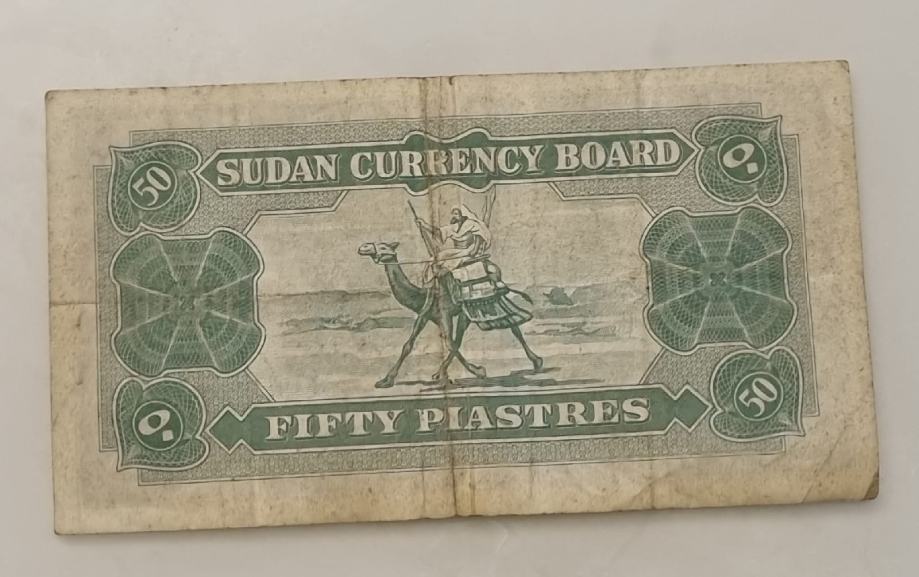 50 SUDAN CURRENCY BOARD ٥٠
٥٠ FIFTY PIASTRES 50